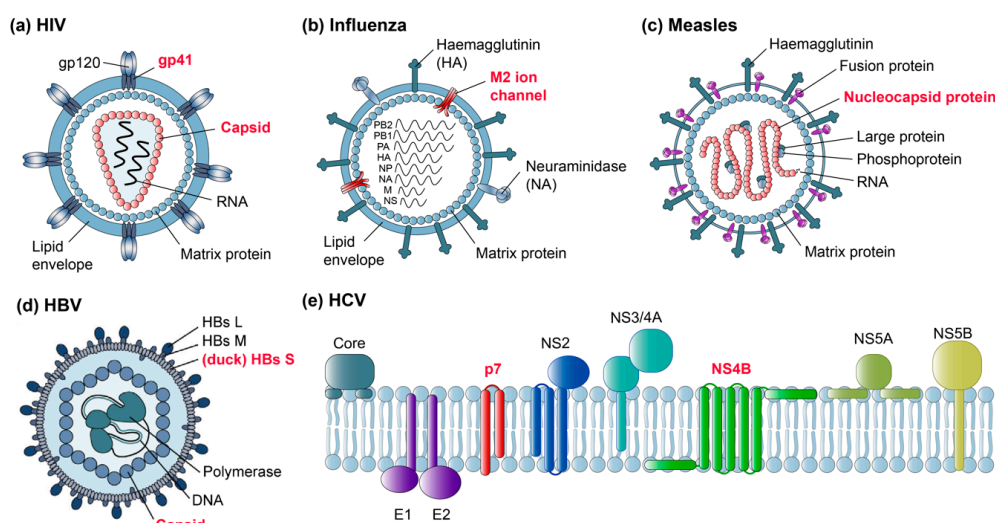 (a) HIV
gp120
gp41
Capsid
RNA
Lipid
envelope
Matrix protein
(b) Influenza
Haemagglutinin
(HA)
M2 ion
channel
PB2
PB1
PA
HA
NP
NA
M
NS
Neuraminidase
(NA)
Lipid
envelope
Matrix protein
(c) Measles
Haemagglutinin
Fusion protein
Nucleocapsid protein
Large protein
Phosphoprotein
RNA
Matrix protein
(d) HBV
HBs L
HBs M
(duck) HBs S
Polymerase
DNA
Capsid
(e) HCV
Core
E1
E2
p7
NS2
NS3/4A
NS4B
NS5A
NS5B